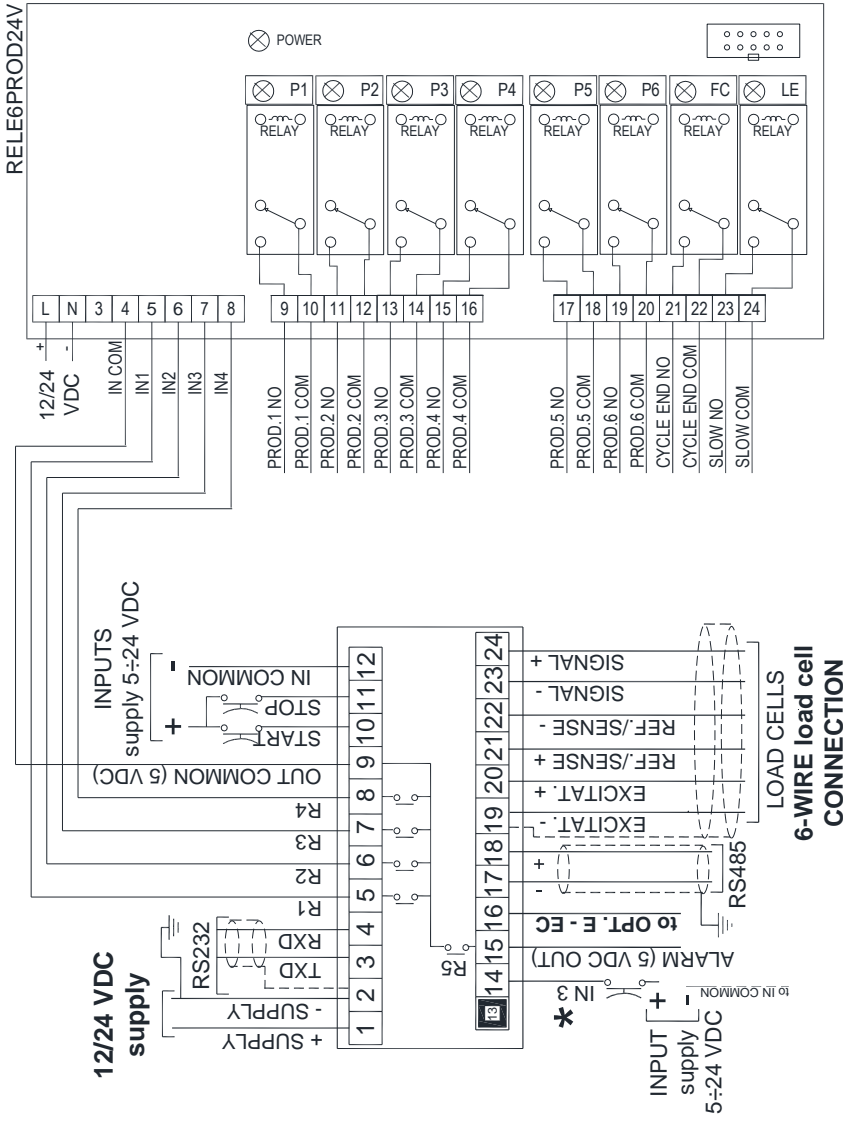 RELE6PROD24V
POWER
P1 P2 P3 P4 P5 P6 FC LE
RELAY RELAY RELAY RELAY RELAY RELAY RELAY RELAY
L N 3 4 5 6 7 8 9 10 11 12 13 14 15 16 17 18 19 20 21 22 23 24
+
-
12/24
VDC
IN COM
IN1
IN2
IN3
IN4
PROD.1 NO
PROD.1 COM
PROD.2 NO
PROD.2 COM
PROD.3 NO
PROD.3 COM
PROD.4 NO
PROD.4 COM
PROD.5 NO
PROD.5 COM
PROD.6 NO
PROD.6 COM
CYCLE END NO
CYCLE END COM
SLOW NO
SLOW COM
12/24 VDC
supply
+ SUPPLY
- SUPPLY
RS232
TXD
RXD
R1
R2
R3
R4
OUT COMMON (5 VDC)
INPUTS
supply 5÷24 VDC
+
-
START
STOP
IN COMMON
1 2 3 4 5 6 7 8 9 10 11 12
R5
13 14 15 16 17 18 19 20 21 22 23 24
*
IN 3
+
-
to IN COMMON
INPUT
supply
5÷24 VDC
ALARM (5 VDC OUT)
to OPT. E - EC
-
+
RS485
EXCITAT. -
EXCITAT. +
REF./SENSE +
REF./SENSE -
SIGNAL -
SIGNAL +
LOAD CELLS
6-WIRE load cell
CONNECTION